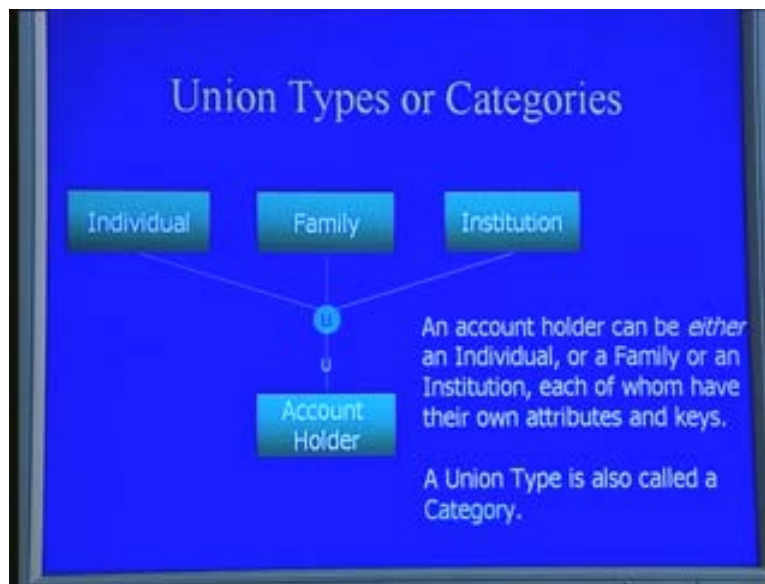 Union Types or Categories
Individual
Family
Institution
U
U
Account
Holder
An account holder can be either
an Individual, or a Family or an
Institution, each of whom have
their own attributes and keys.
A Union Type is also called a
Category.